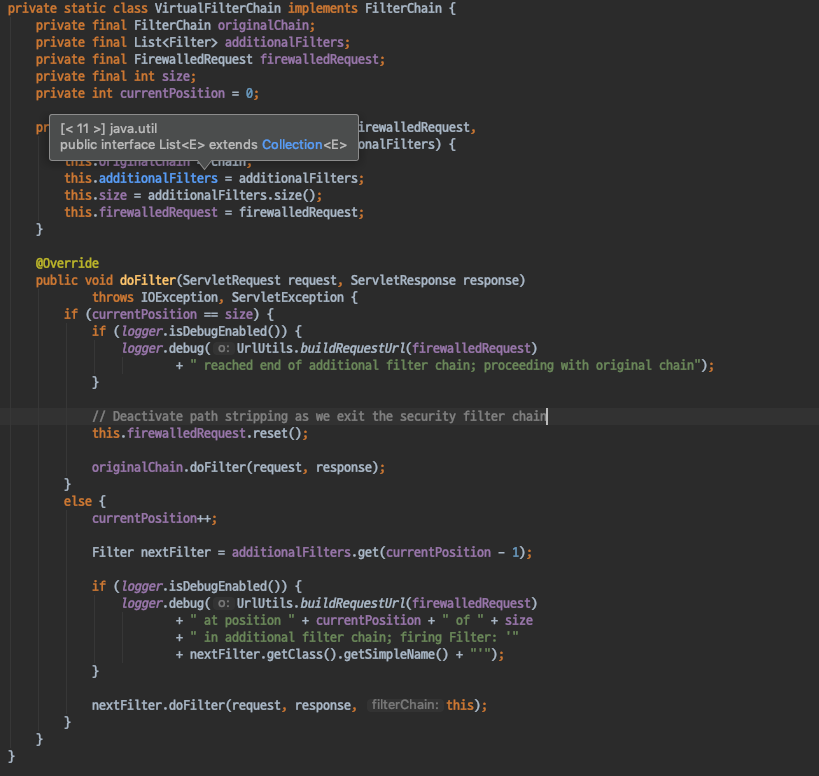 private static class VirtualFilterChain implements FilterChain {
    private final FilterChain originalChain;
    private final List<Filter> additionalFilters;
    private final FirewalledRequest firewalledRequest;
    private final int size;
    private int currentPosition = 0;
[< 11 >] java.util
public interface List<E> extends Collection<E>
        this.additionalFilters = additionalFilters;
        this.size = additionalFilters.size();
        this.firewalledRequest = firewalledRequest;
    }
    @Override
    public void doFilter(ServletRequest request, ServletResponse response)
            throws IOException, ServletException {
        if (currentPosition == size) {
            if (logger.isDebugEnabled()) {
                logger.debug( o: UrlUtils.buildRequestUrl(firewalledRequest)
                        + " reached end of additional filter chain; proceeding with original chain");
            }
            // Deactivate path stripping as we exit the security filter chain
            this.firewalledRequest.reset();
            originalChain.doFilter(request, response);
        }
        else {
            currentPosition++;
            Filter nextFilter = additionalFilters.get(currentPosition - 1);
            if (logger.isDebugEnabled()) {
                logger.debug( o: UrlUtils.buildRequestUrl(firewalledRequest)
                        + " at position " + currentPosition + " of " + size
                        + " in additional filter chain; firing Filter: '"
                        + nextFilter.getClass().getSimpleName() + "'");
            }
            nextFilter.doFilter(request, response, filterChain: this);
        }
    }
}